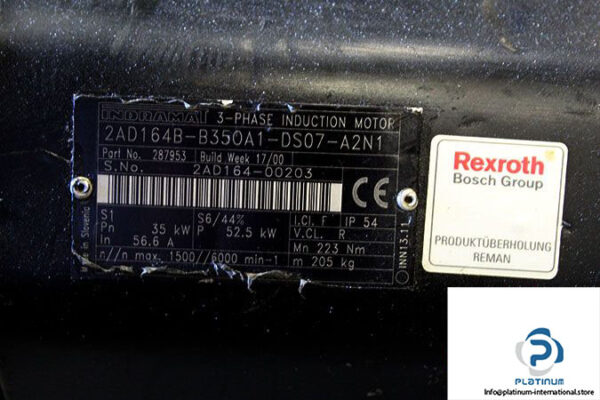 INDRAMAT 3-PHASE INDUCTION MOTOR
2AD164B-B350A1-DS07-A2N1
Part No. 287953 Build Week 17/00
S.No. 2AD164-00203
CE
S1 S6/44% I.Cl. F IP 54
Pn 35 kW P 52.5 kW V.CL. R
In 56.6 A Mn 223 Nm
n//n max. 1500//6000 min-1 m 205 kg
Made in Slovenia
INN13.11
Rexroth
Bosch Group
PRODUKTÜBERHOLUNG
REMAN
PLATINUM
info@platinum-international.store